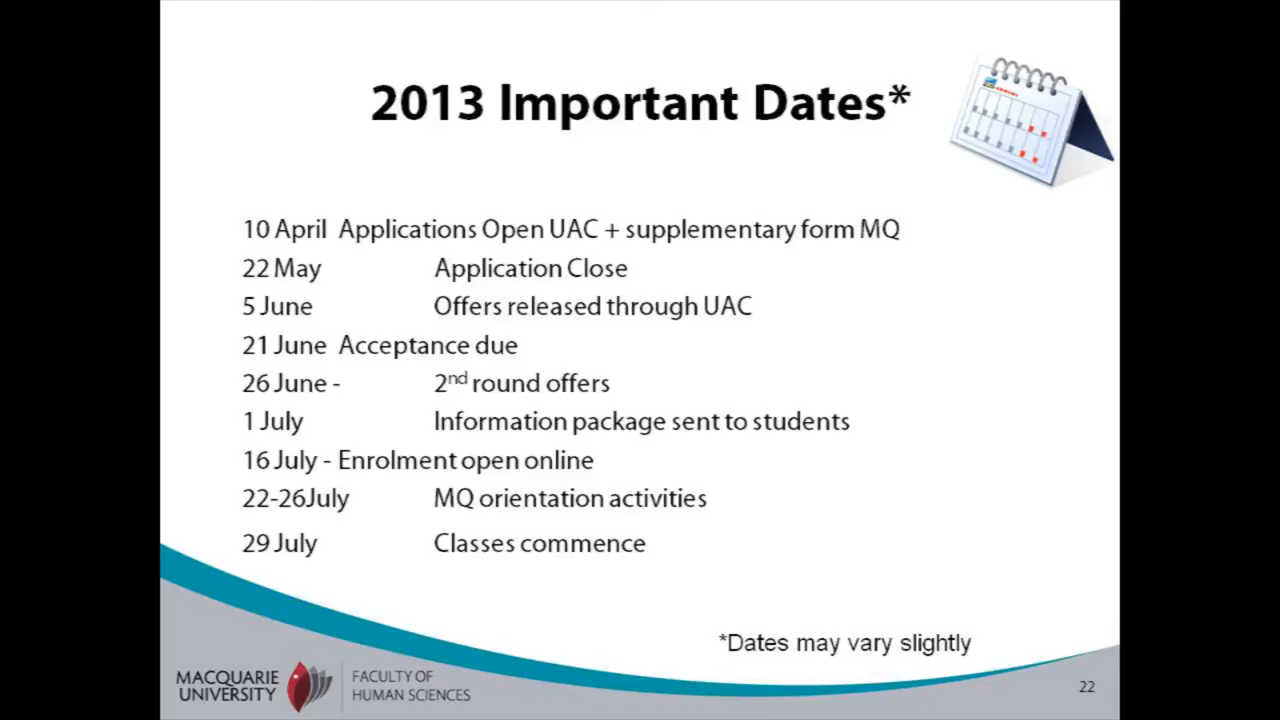 2013 Important Dates*
10 April Applications Open UAC + supplementary form MQ
22 May Application Close
5 June Offers released through UAC
21 June Acceptance due
26 June - 2nd round offers
1 July Information package sent to students
16 July - Enrolment open online
22-26July MQ orientation activities
29 July Classes commence
*Dates may vary slightly
MACQUARIE
UNIVERSITY
FACULTY OF
HUMAN SCIENCES
22